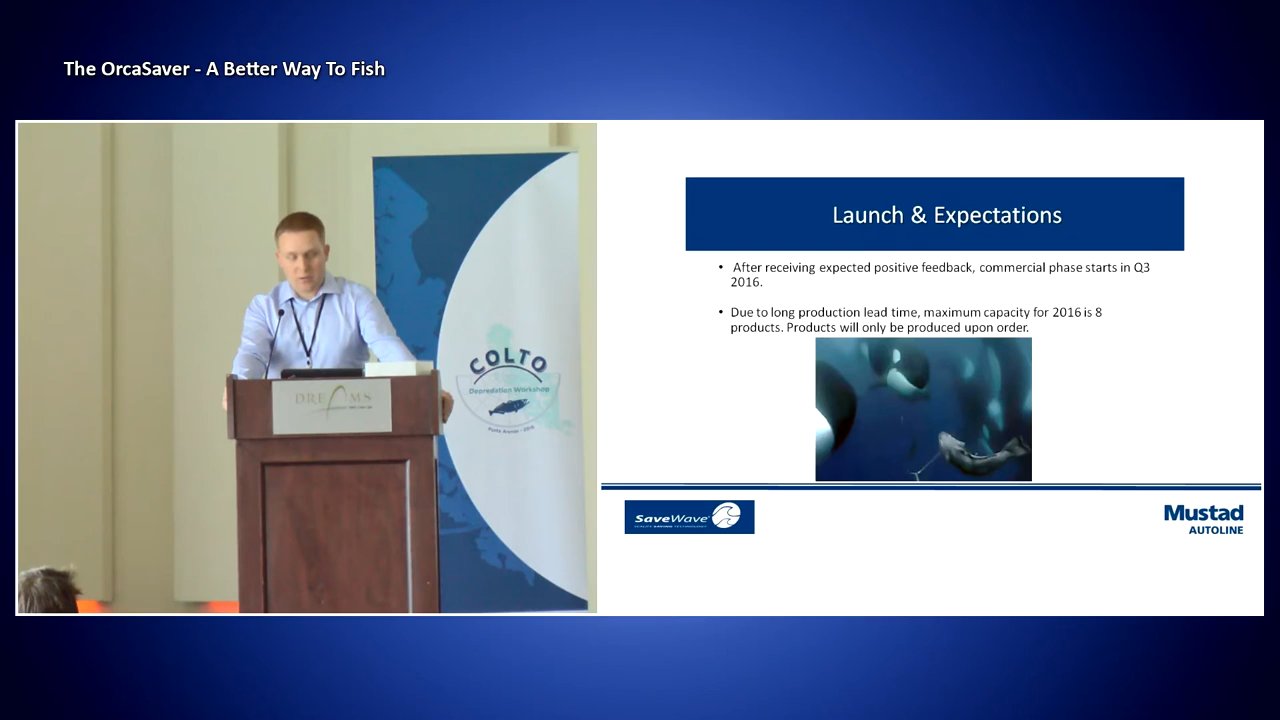 The OrcaSaver - A Better Way To Fish
Launch & Expectations
• After receiving expected positive feedback, commercial phase starts in Q3
2016.
• Due to long production lead time, maximum capacity for 2016 is 8
products. Products will only be produced upon order.
DREAMS
COLTO
Depredation Workshop
SaveWave
Mustad
AUTOLINE